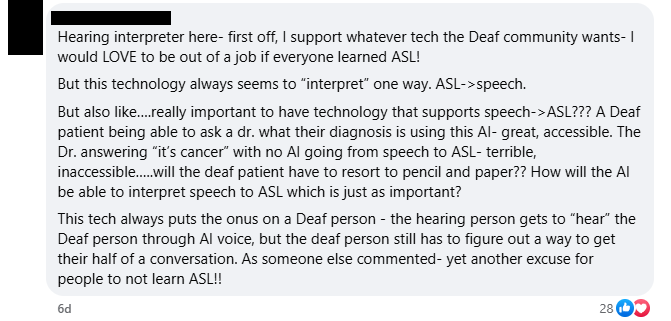 Hearing interpreter here- first off, I support whatever tech the Deaf community wants- I
would LOVE to be out of a job if everyone learned ASL!
But this technology always seems to “interpret” one way. ASL->speech.
But also like....really important to have technology that supports speech->ASL??? A Deaf
patient being able to ask a dr. what their diagnosis is using this AI- great, accessible. The
Dr. answering “it’s cancer” with no AI going from speech to ASL- terrible,
inaccessible.....will the deaf patient have to resort to pencil and paper?? How will the AI
be able to interpret speech to ASL which is just as important?
This tech always puts the onus on a Deaf person - the hearing person gets to “hear” the
Deaf person through AI voice, but the deaf person still has to figure out a way to get
their half of a conversation. As someone else commented- yet another excuse for
people to not learn ASL!!
6d 28